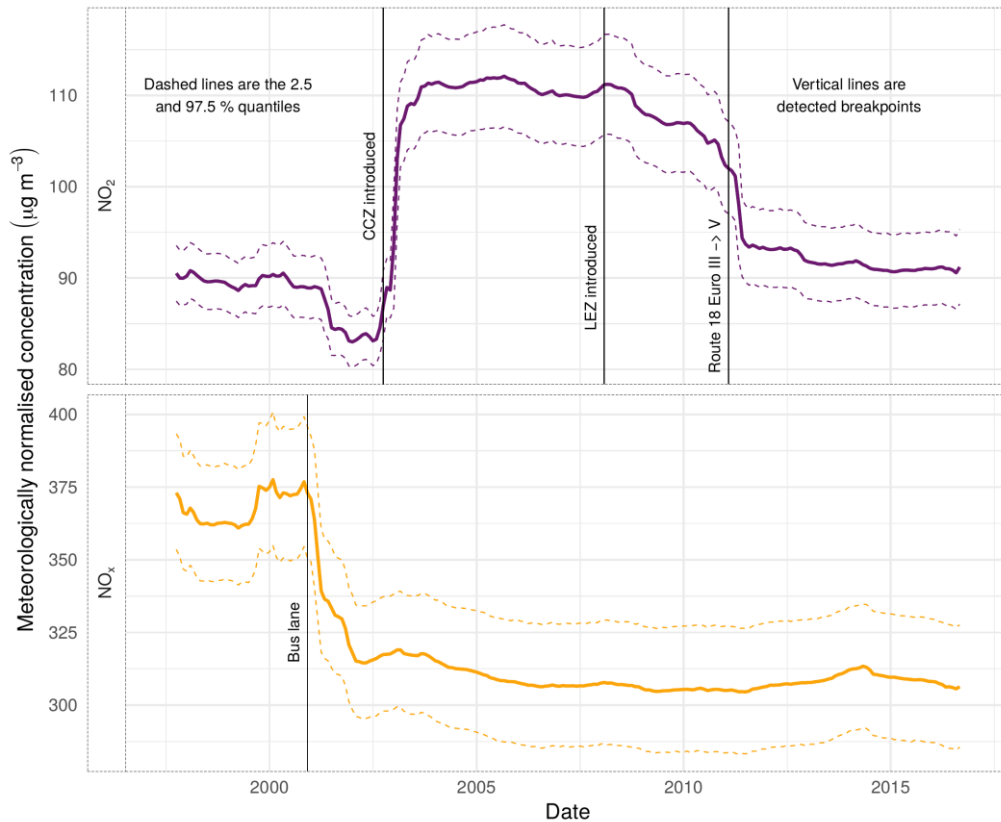 Meteorologically normalised concentration (μg m⁻³)
NO₂
110
100
90
80
Dashed lines are the 2.5
and 97.5 % quantiles
CCZ introduced
LEZ introduced
Route 18 Euro III −> V
Vertical lines are
detected breakpoints
NOₓ
400
375
350
325
300
Bus lane
2000
2005
2010
2015
Date